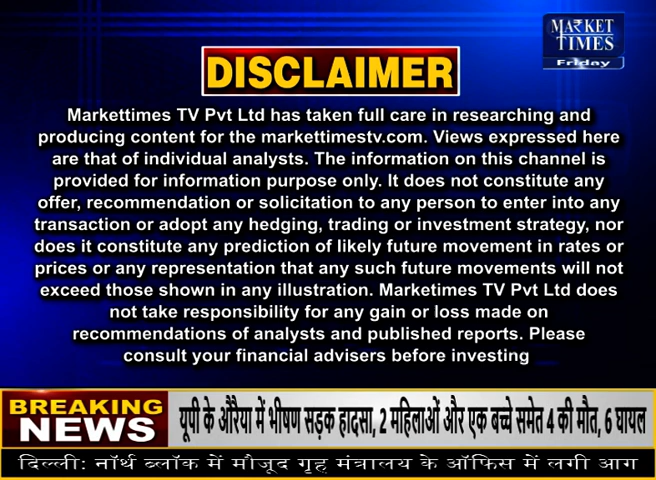 MARKET
TIMES
Friday
DISCLAIMER
Markettimes TV Pvt Ltd has taken full care in researching and
producing content for the markettimestv.com. Views expressed here
are that of individual analysts. The information on this channel is
provided for information purpose only. It does not constitute any
offer, recommendation or solicitation to any person to enter into any
transaction or adopt any hedging, trading or investment strategy, nor
does it constitute any prediction of likely future movement in rates or
prices or any representation that any such future movements will not
exceed those shown in any illustration. Marketimes TV Pvt Ltd does
not take responsibility for any gain or loss made on
recommendations of analysts and published reports. Please
consult your financial advisers before investing
BREAKING
NEWS
यूपी के औरैया में भीषण सड़क हादसा, 2 महिलाओं और एक बच्चे समेत 4 की मौत, 6 घायल
दिल्ली: नॉर्थ ब्लॉक में मौजूद गृह मंत्रालय के ऑफिस में लगी आग